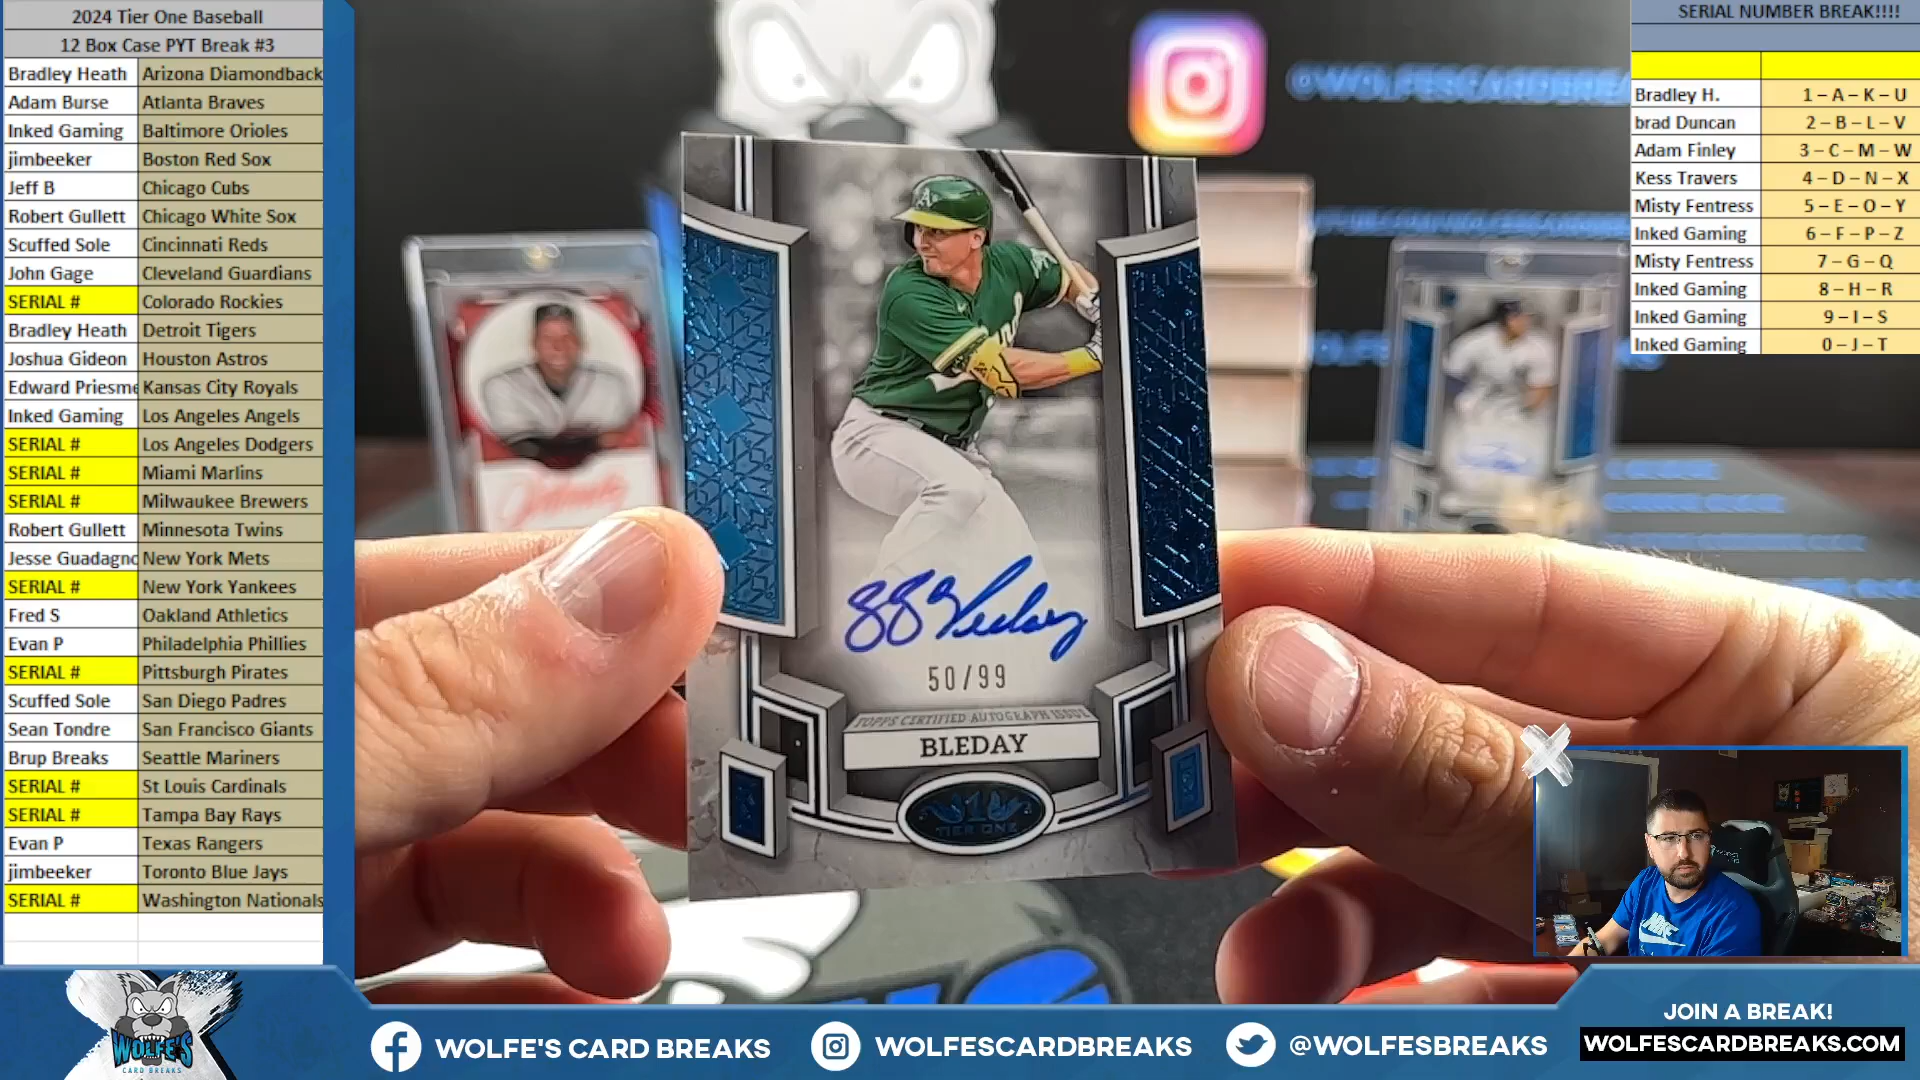 2024 Tier One Baseball
12 Box Case PYT Break #3
Bradley Heath Arizona Diamondback
Adam Burse Atlanta Braves
Inked Gaming Baltimore Orioles
jimbeeker Boston Red Sox
Jeff B Chicago Cubs
Robert Gullett Chicago White Sox
Scuffed Sole Cincinnati Reds
John Gage Cleveland Guardians
SERIAL # Colorado Rockies
Bradley Heath Detroit Tigers
Joshua Gideon Houston Astros
Edward Priesme Kansas City Royals
Inked Gaming Los Angeles Angels
SERIAL # Los Angeles Dodgers
SERIAL # Miami Marlins
SERIAL # Milwaukee Brewers
Robert Gullett Minnesota Twins
Jesse Guadagno New York Mets
SERIAL # New York Yankees
Fred S Oakland Athletics
Evan P Philadelphia Phillies
SERIAL # Pittsburgh Pirates
Scuffed Sole San Diego Padres
Sean Tondre San Francisco Giants
Brup Breaks Seattle Mariners
SERIAL # St Louis Cardinals
SERIAL # Tampa Bay Rays
Evan P Texas Rangers
jimbeeker Toronto Blue Jays
SERIAL # Washington Nationals
SERIAL NUMBER BREAK!!!!
Bradley H. 1 – A – K – U
brad Duncan 2 – B – L – V
Adam Finley 3 – C – M – W
Kess Travers 4 – D – N – X
Misty Fentress 5 – E – O – Y
Inked Gaming 6 – F – P – Z
Misty Fentress 7 – G – Q
Inked Gaming 8 – H – R
Inked Gaming 9 – I – S
Inked Gaming 0 – J – T
@WOLFESCARDBREA
50/99
TOPPS CERTIFIED AUTOGRAPH ISSUE
BLEDAY
1
TIER ONE
WOLFE'S
CARD BREAKS
WOLFE'S CARD BREAKS
WOLFESCARDBREAKS
@WOLFESBREAKS
JOIN A BREAK!
WOLFESCARDBREAKS.COM